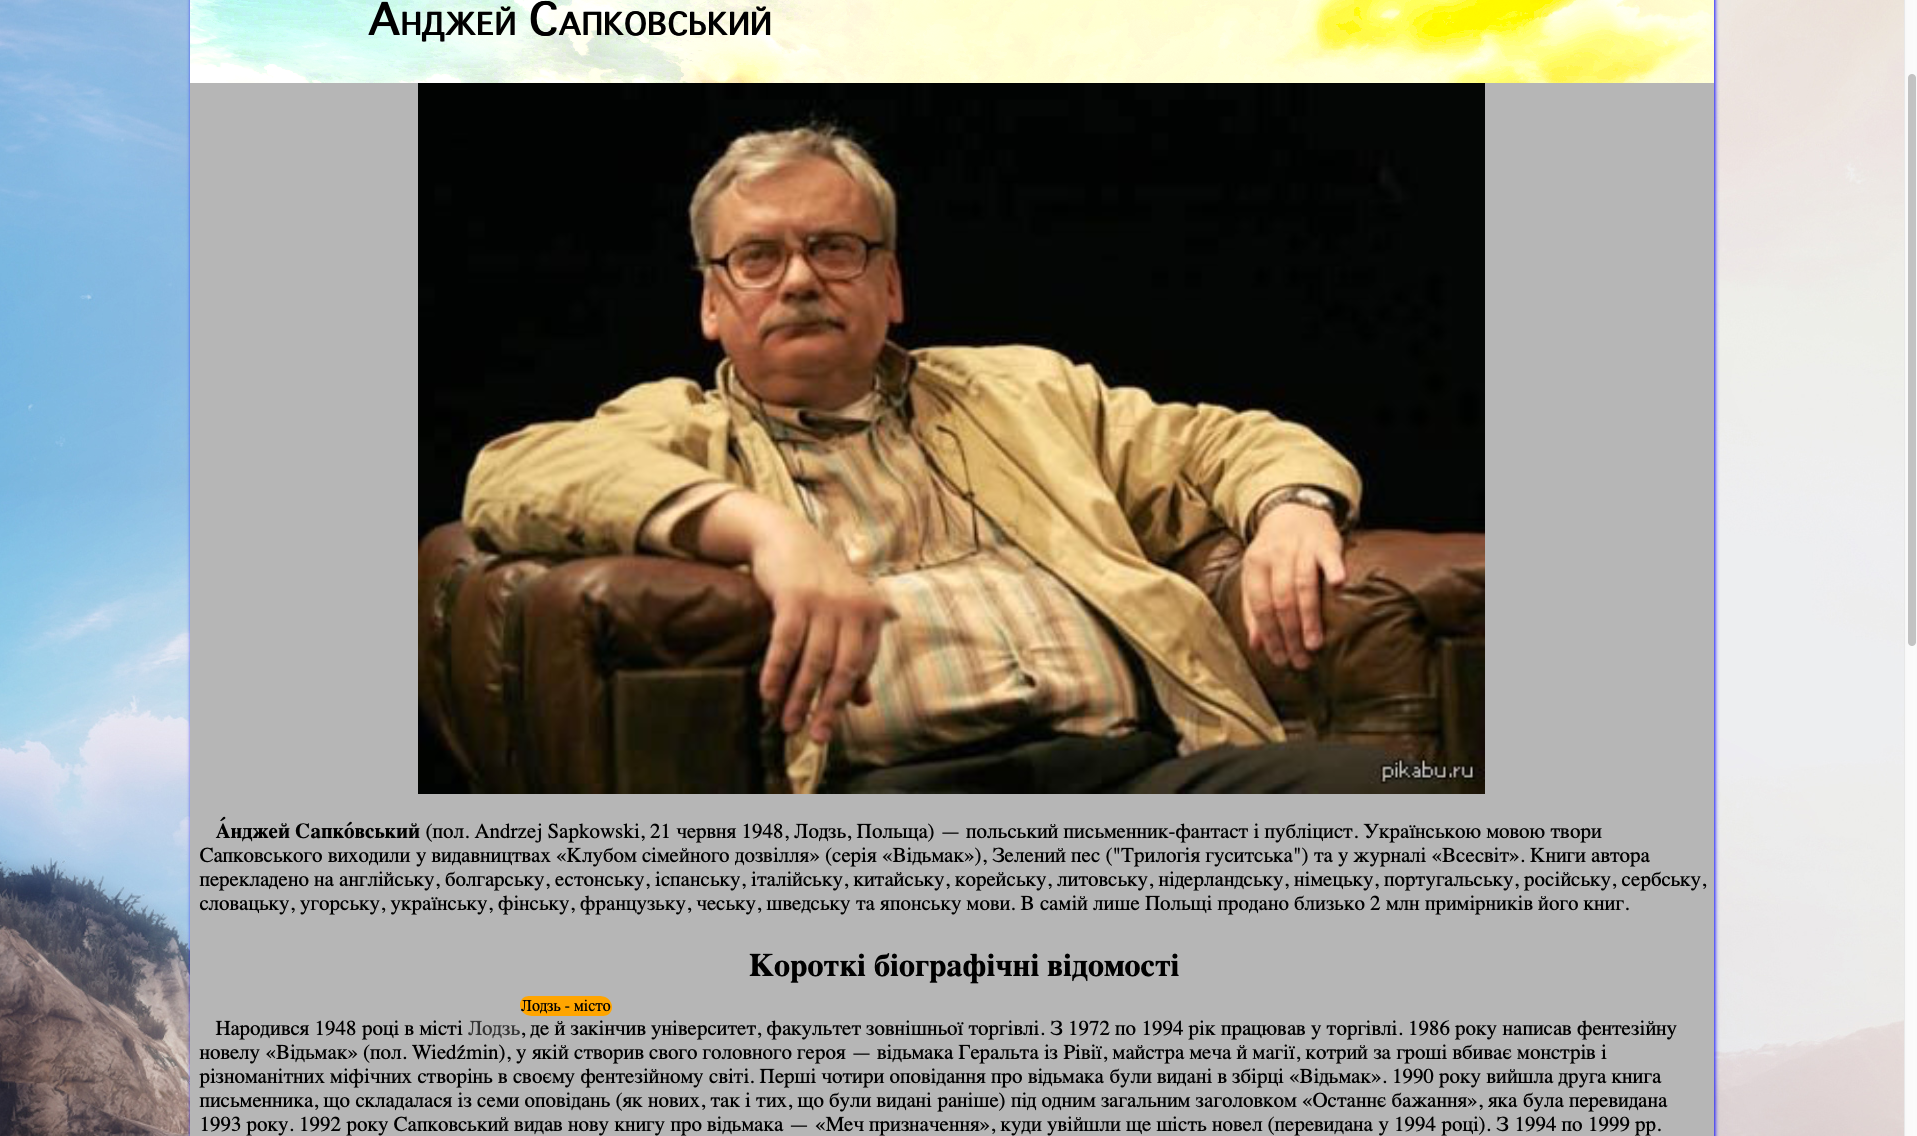 Анджей Сапковський
pikabu.ru
А́нджей Сапко́вський (пол. Andrzej Sapkowski, 21 червня 1948, Лодзь, Польща) — польський письменник-фантаст і публіцист. Українською мовою твори
Сапковського виходили у видавництвах «Клубом сімейного дозвілля» (серія «Відьмак»), Зелений пес ("Трилогія гуситська") та у журналі «Всесвіт». Книги автора
перекладено на англійську, болгарську, естонську, іспанську, італійську, китайську, корейську, литовську, нідерландську, німецьку, португальську, російську, сербську,
словацьку, угорську, українську, фінську, французьку, чеську, шведську та японську мови. В самій лише Польщі продано близько 2 млн примірників його книг.
Короткі біографічні відомості
Лодзь - місто
Народився 1948 році в місті Лодзь, де й закінчив університет, факультет зовнішньої торгівлі. З 1972 по 1994 рік працював у торгівлі. 1986 року написав фентезійну
новелу «Відьмак» (пол. Wiedźmin), у якій створив свого головного героя — відьмака Геральта із Рівії, майстра меча й магії, котрий за гроші вбиває монстрів і
різноманітних міфічних створінь в своєму фентезійному світі. Перші чотири оповідання про відьмака були видані в збірці «Відьмак». 1990 року вийшла друга книга
письменника, що складалася із семи оповідань (як нових, так і тих, що були видані раніше) під одним загальним заголовком «Останнє бажання», яка була перевидана
1993 року. 1992 року Сапковський видав нову книгу про відьмака — «Меч призначення», куди увійшли ще шість новел (перевидана у 1994 році). З 1994 по 1999 рр.